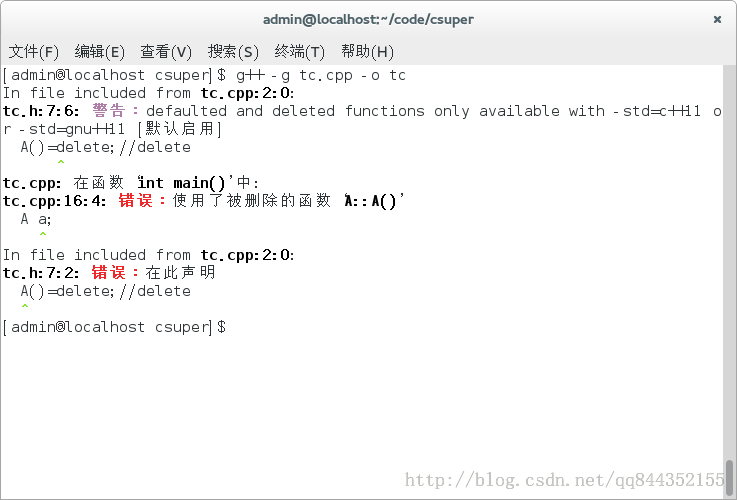 admin@localhost:~/code/csuper ×
文件(F) 编辑(E) 查看(V) 搜索(S) 终端(T) 帮助(H)
[admin@localhost csuper]$ g++ -g tc.cpp -o tc
In file included from tc.cpp:2:0:
tc.h:7:6: 警告：defaulted and deleted functions only available with -std=c++11 o
r -std=gnu++11 [默认启用]
A()=delete;//delete
^
tc.cpp: 在函数‘int main()’中:
tc.cpp:16:4: 错误：使用了被删除的函数‘A::A()’
A a;
^
In file included from tc.cpp:2:0:
tc.h:7:2: 错误：在此声明
A()=delete;//delete
^
[admin@localhost csuper]$
http://blog.csdn.net/qq844352155